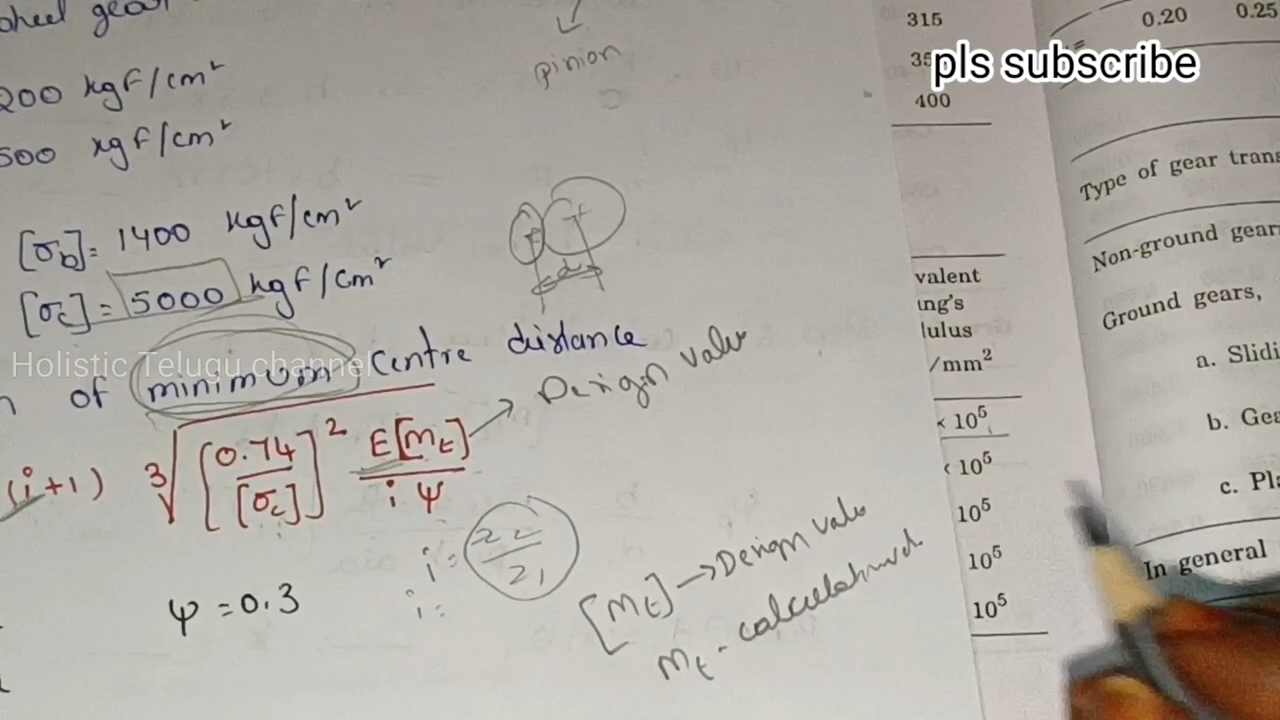 wheel gear
pinion
200 kgf/cm²
500 kgf/cm²
[σb]= 1400 kgf/cm²
[σc]= 5000 kgf/cm²
of minimum Centre distance
Design value
(i+1) ∛[0.74/[σc]]² E[Mt]/iψ
ψ = 0.3
i = Z2/Z1
i =
[Mt] → Design value
Mt -
Holistic Telugu channel
pls subscribe
315
35
400
valent
ung's
lulus
/mm²
× 10⁵
× 10⁵
10⁵
10⁵
10⁵
0.20 0.25
Type of gear trans
Non-ground gear
Ground gears,
a. Slidi
b. Gea
c. Pla
In general